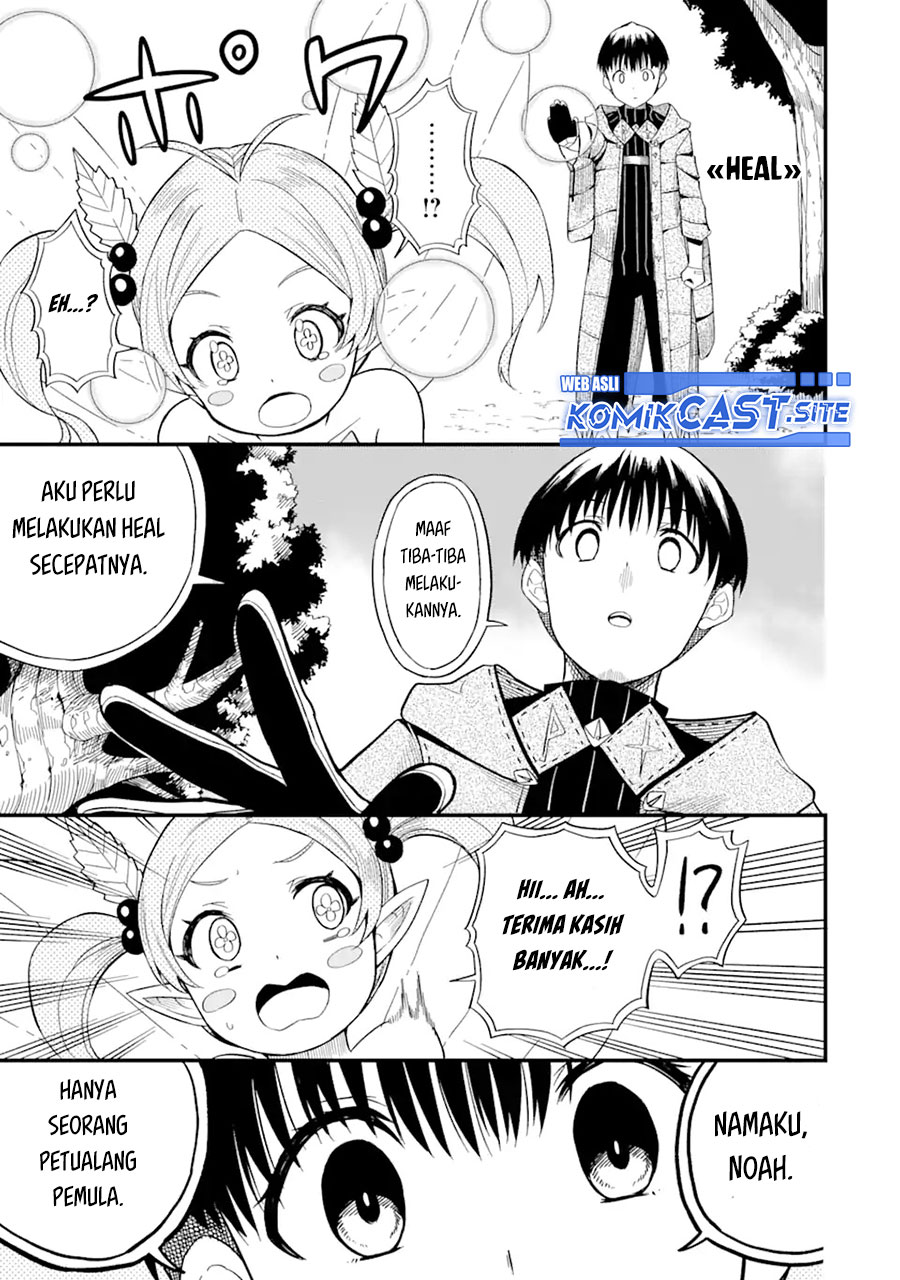 «HEAL»
ポワ
......
!?
EH...?
WEB ASLI
KOMIKCAST.SITE
MAAF
TIBA-TIBA
MELAKU-
KANNYA.
AKU PERLU
MELAKUKAN HEAL
SECEPATNYA.
!?
HII... AH...
TERIMA KASIH
BANYAK...!
NAMAKU,
NOAH.
HANYA
SEORANG
PETUALANG
PEMULA.